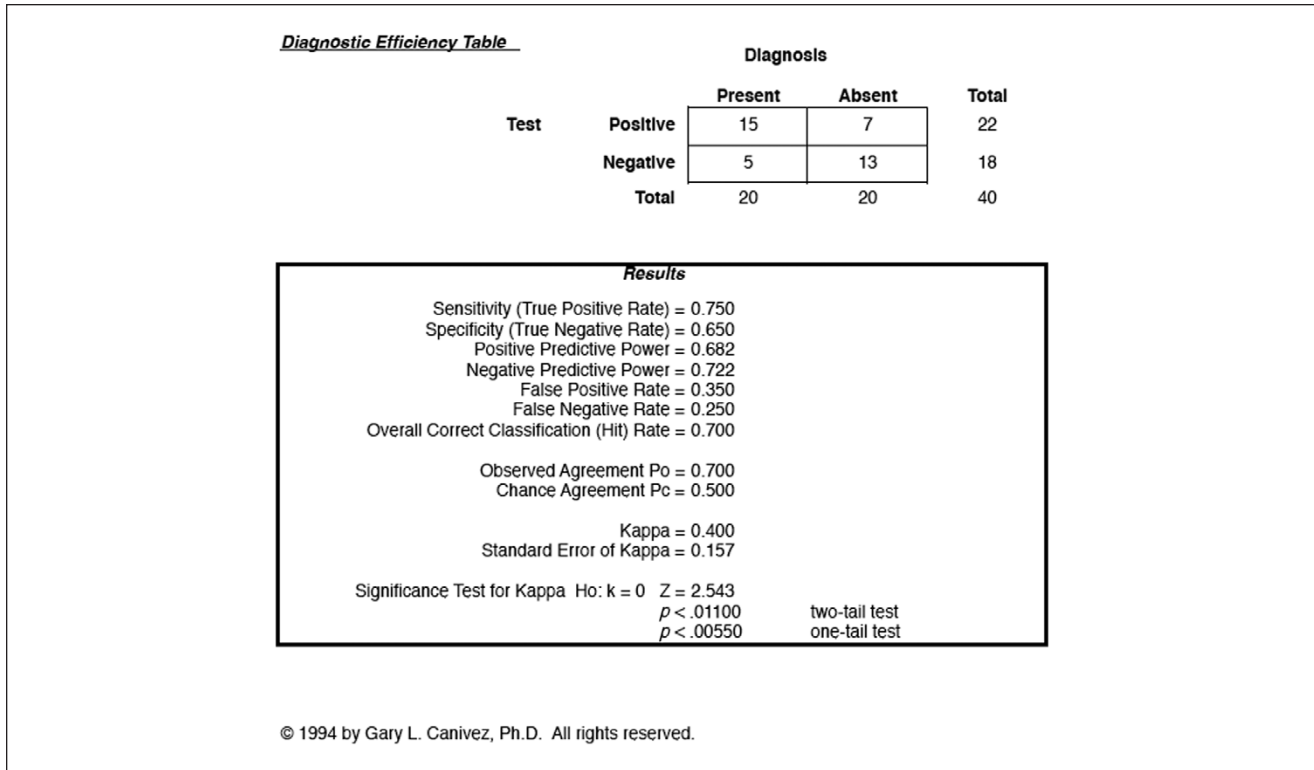 Diagnostic Efficiency Table
Diagnosis
Present Absent Total
Test Positive 15 7 22
Negative 5 13 18
Total 20 20 40
Results
Sensitivity (True Positive Rate) = 0.750
Specificity (True Negative Rate) = 0.650
Positive Predictive Power = 0.682
Negative Predictive Power = 0.722
False Positive Rate = 0.350
False Negative Rate = 0.250
Overall Correct Classification (Hit) Rate = 0.700
Observed Agreement Po = 0.700
Chance Agreement Pc = 0.500
Kappa = 0.400
Standard Error of Kappa = 0.157
Significance Test for Kappa Ho: k = 0 Z = 2.543
p < .01100 two-tail test
p < .00550 one-tail test
© 1994 by Gary L. Canivez, Ph.D. All rights reserved.